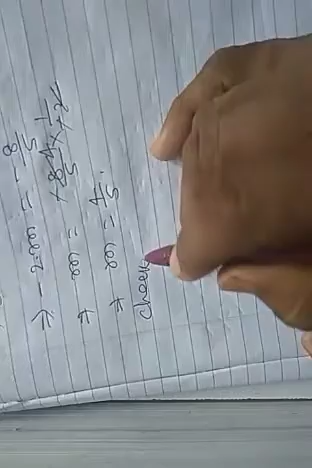 ⇒ -2m = -8/5
⇒ m = +8/5 × 1/+2
⇒ m = 4/5.
Check